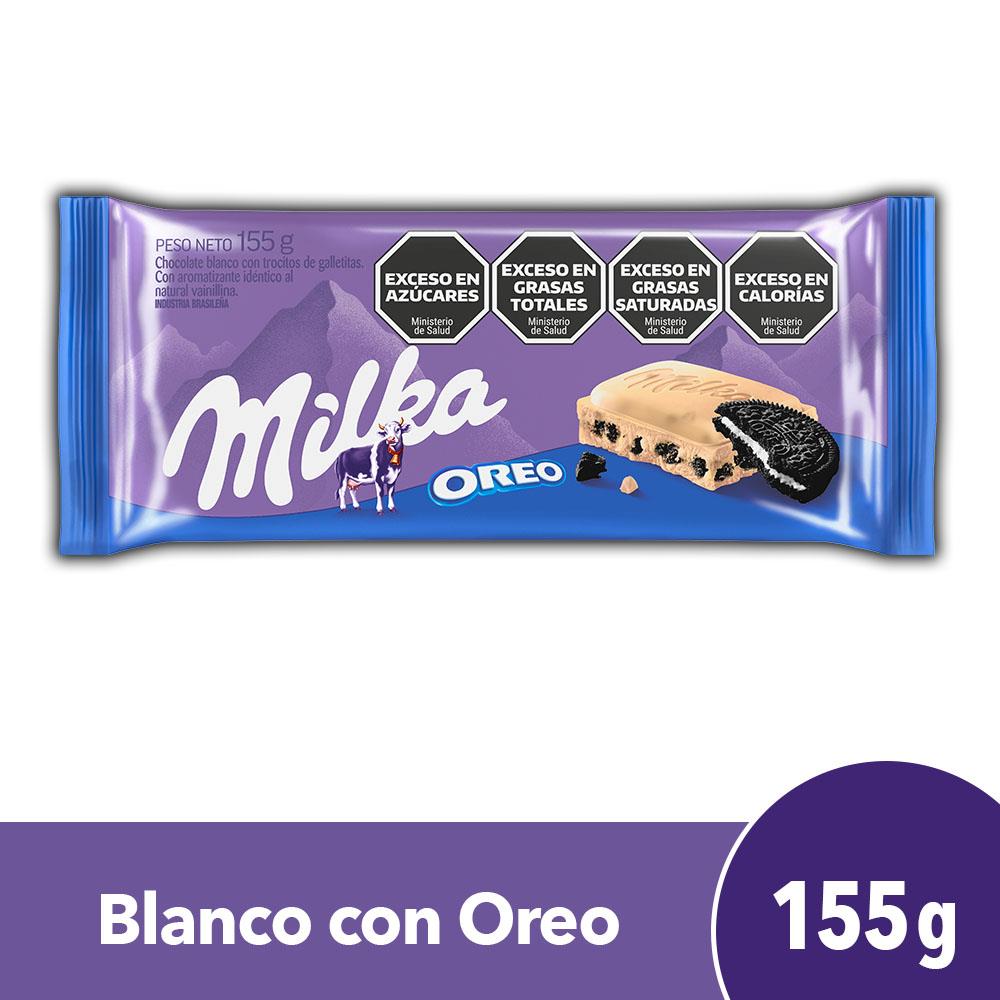 PESO NETO 155 g
Chocolate blanco con trocitos de galletitas.
Con aromatizante idéntico al
natural vainillina.
INDUSTRIA BRASILEÑA
EXCESO EN
AZÚCARES
Ministerio
de Salud
EXCESO EN
GRASAS
TOTALES
Ministerio
de Salud
EXCESO EN
GRASAS
SATURADAS
Ministerio
de Salud
EXCESO EN
CALORÍAS
Ministerio
de Salud
Milka
Milka
OREO
OREO
Blanco con Oreo
155g